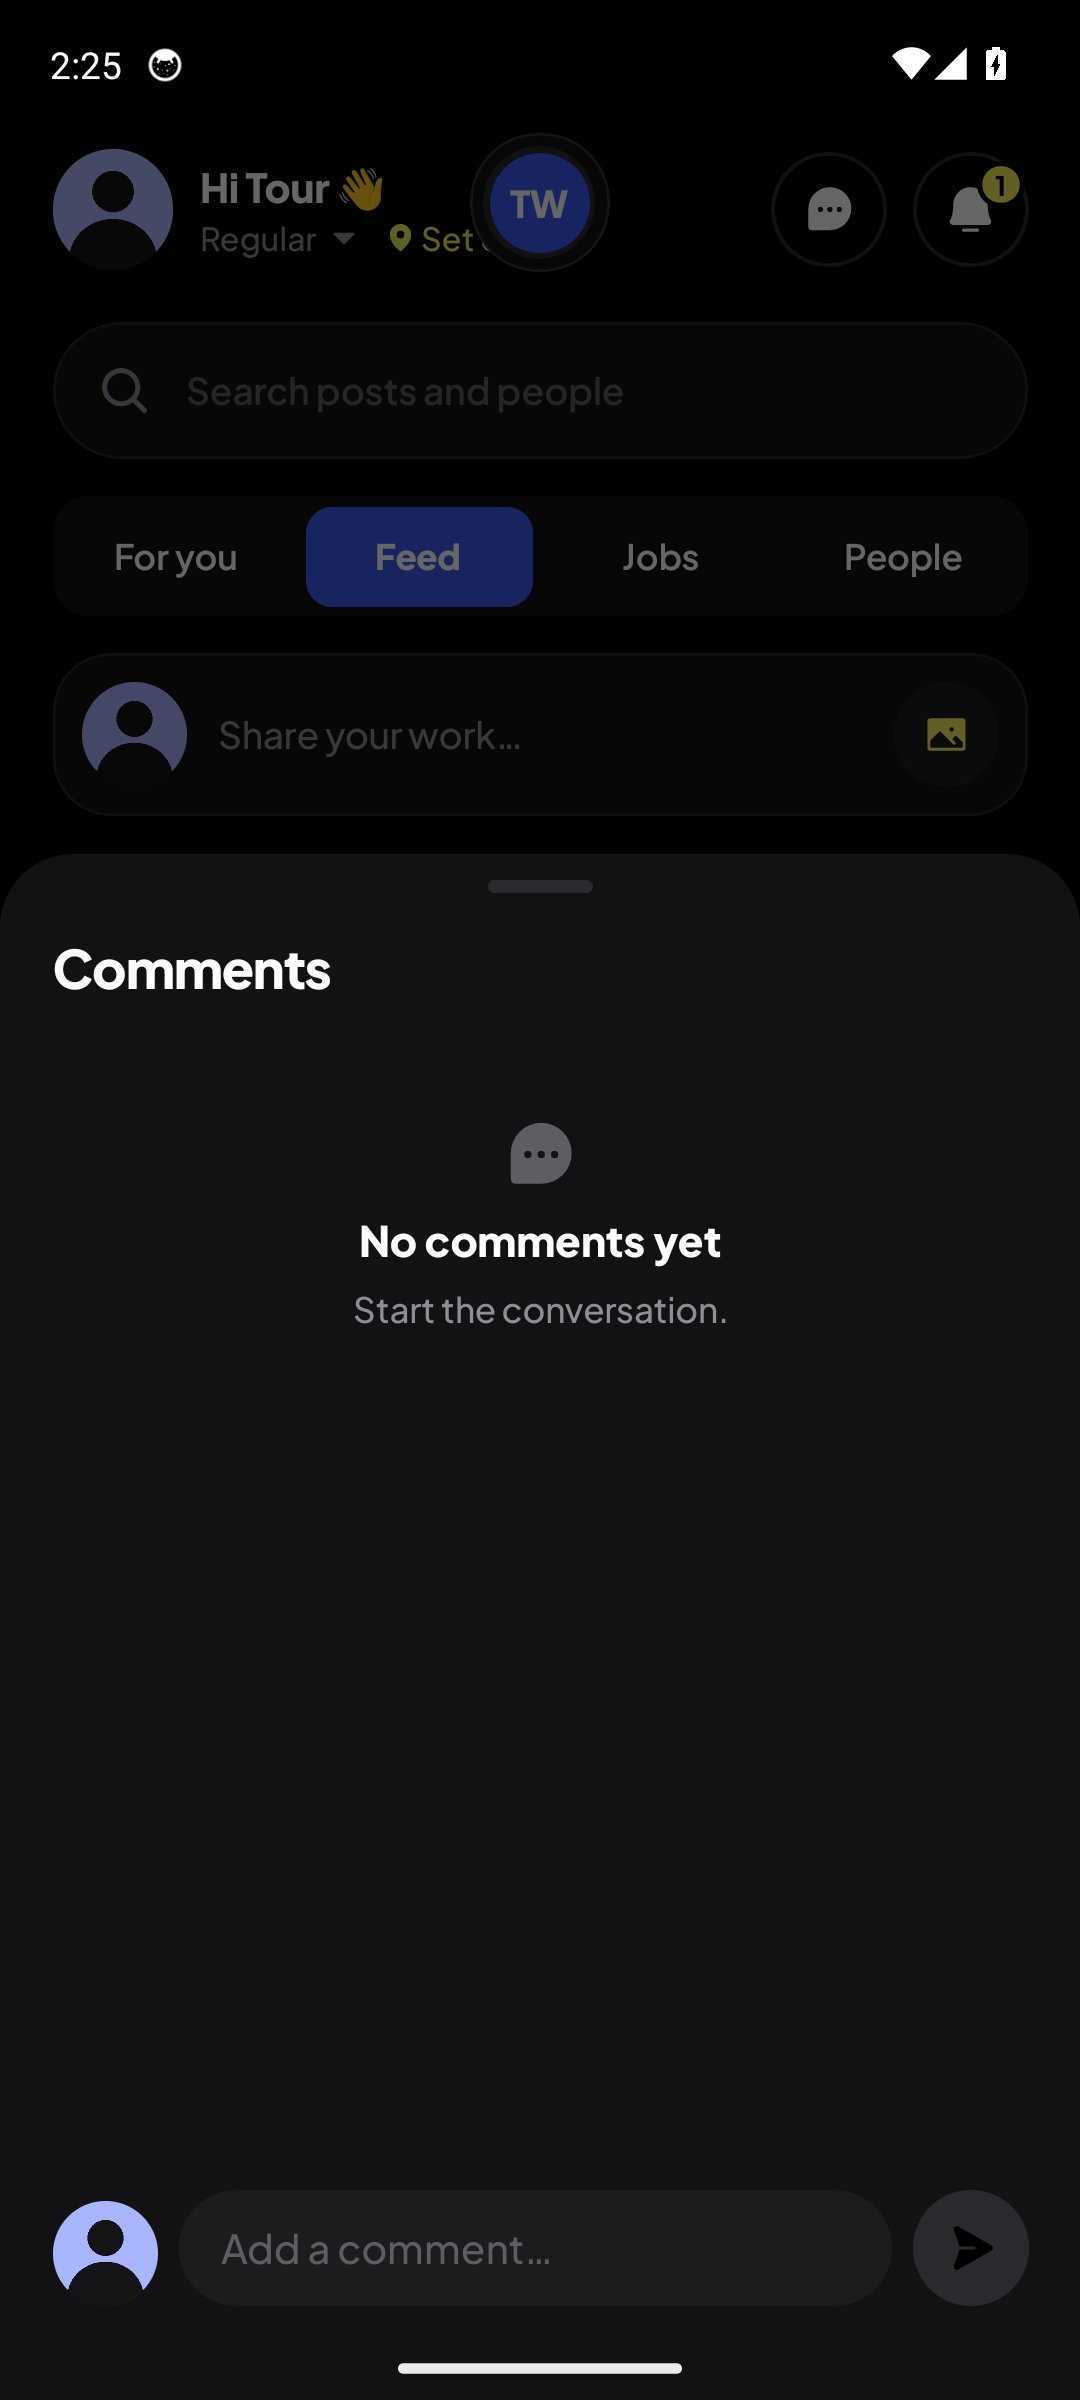 2:25
Hi Tour 👋
Regular
Set
TW
1
Search posts and people
For you
Feed
Jobs
People
Share your work...
Comments
No comments yet
Start the conversation.
Add a comment...